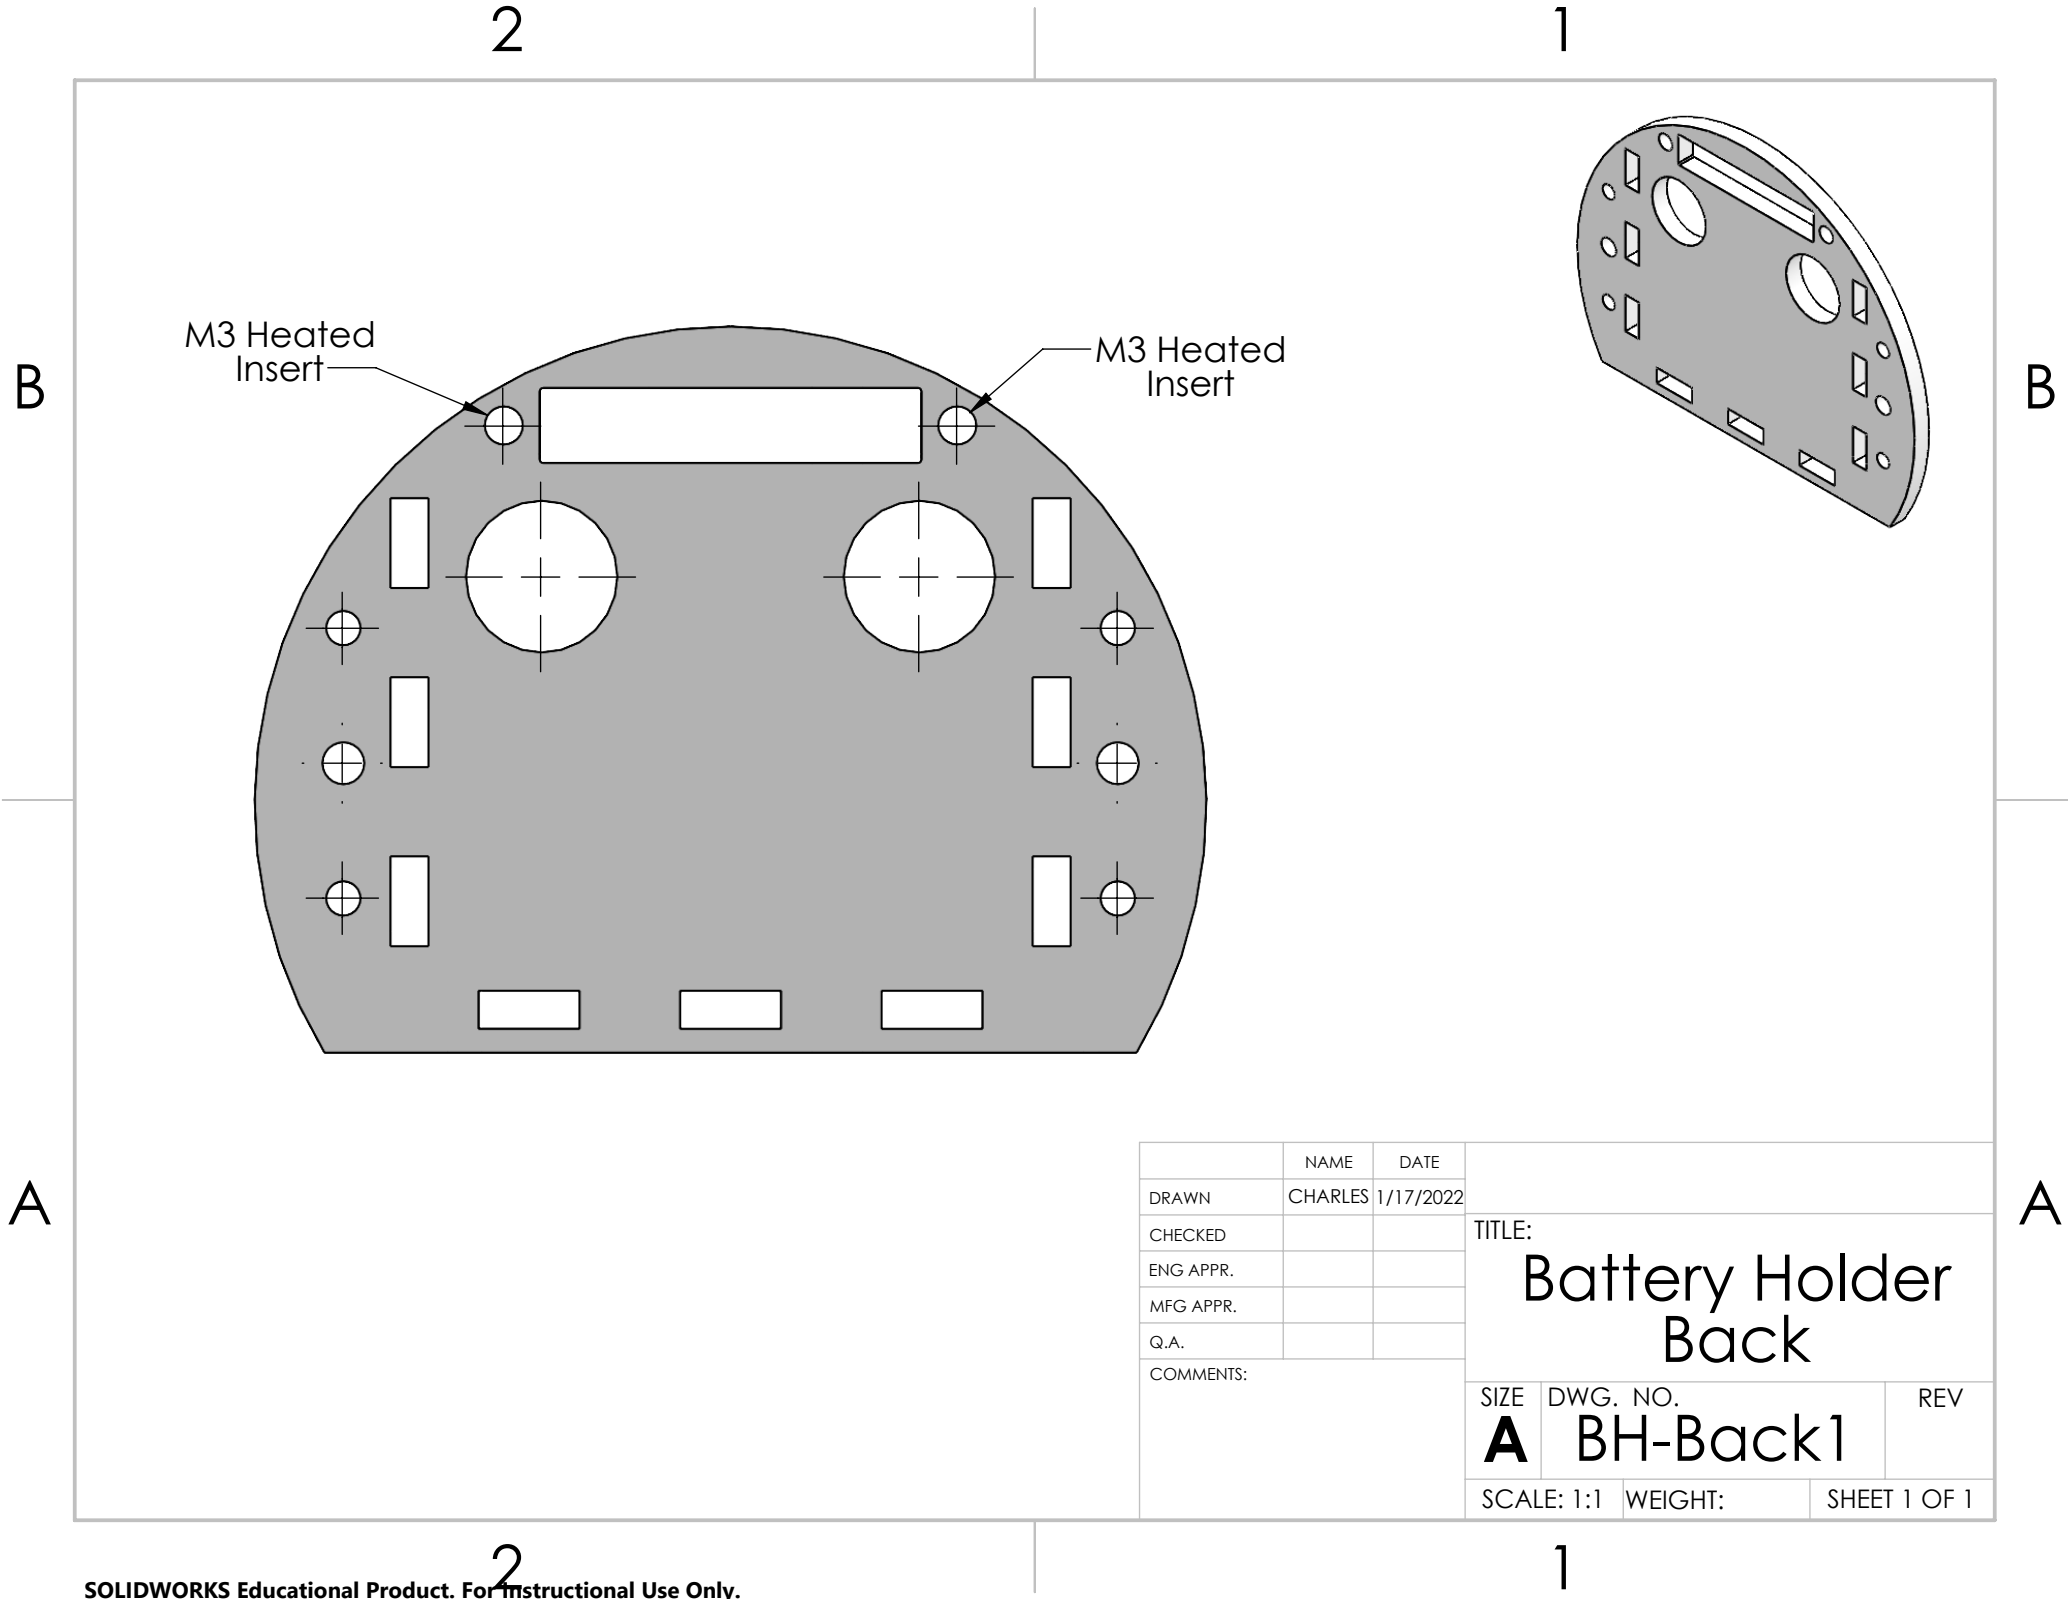 2
1
M3 Heated
Insert
M3 Heated
Insert
B
B
A
A
NAME DATE
DRAWN CHARLES 1/17/2022
CHECKED
ENG APPR.
MFG APPR.
Q.A.
COMMENTS:
TITLE:
Battery Holder
Back
SIZE DWG. NO. REV
A BH-Back1
SCALE: 1:1 WEIGHT: SHEET 1 OF 1
2
1
SOLIDWORKS Educational Product. For Instructional Use Only.